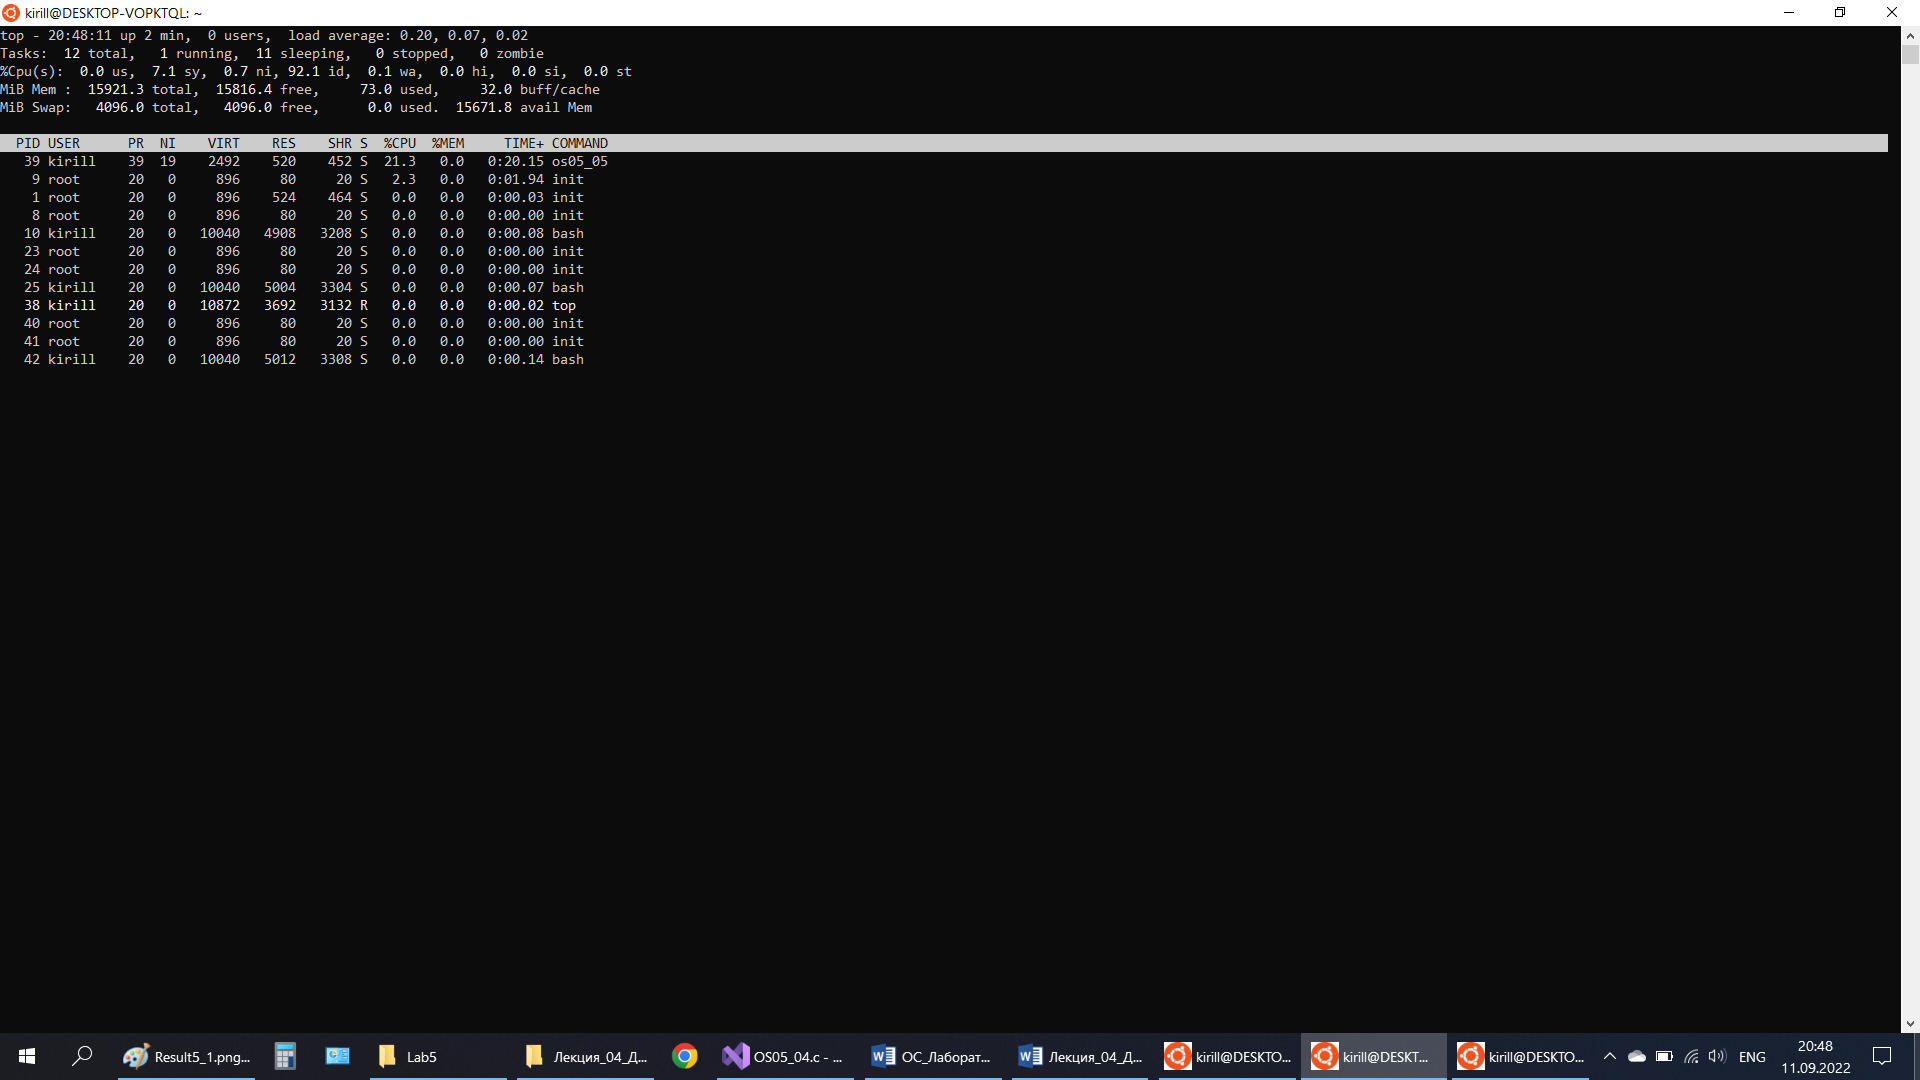 kirill@DESKTOP-VOPKTQL: ~
top - 20:48:11 up 2 min,  0 users,  load average: 0.20, 0.07, 0.02
Tasks:  12 total,   1 running,  11 sleeping,   0 stopped,   0 zombie
%Cpu(s):  0.0 us,  7.1 sy,  0.7 ni, 92.1 id,  0.1 wa,  0.0 hi,  0.0 si,  0.0 st
MiB Mem :  15921.3 total,  15816.4 free,     73.0 used,     32.0 buff/cache
MiB Swap:   4096.0 total,   4096.0 free,      0.0 used.  15671.8 avail Mem
PID USER      PR  NI    VIRT    RES    SHR S  %CPU  %MEM     TIME+ COMMAND
39 kirill    39  19    2492    520    452 S  21.3   0.0   0:20.15 os05_05
9 root      20   0     896     80     20 S   2.3   0.0   0:01.94 init
1 root      20   0     896    524    464 S   0.0   0.0   0:00.03 init
8 root      20   0     896     80     20 S   0.0   0.0   0:00.00 init
10 kirill    20   0   10040   4908   3208 S   0.0   0.0   0:00.08 bash
23 root      20   0     896     80     20 S   0.0   0.0   0:00.00 init
24 root      20   0     896     80     20 S   0.0   0.0   0:00.00 init
25 kirill    20   0   10040   5004   3304 S   0.0   0.0   0:00.07 bash
38 kirill    20   0   10872   3692   3132 R   0.0   0.0   0:00.02 top
40 root      20   0     896     80     20 S   0.0   0.0   0:00.00 init
41 root      20   0     896     80     20 S   0.0   0.0   0:00.00 init
42 kirill    20   0   10040   5012   3308 S   0.0   0.0   0:00.14 bash
Result5_1.png... Lab5 Лекция_04_Д... OS05_04.c - ... ОС_Лаборат... Лекция_04_Д... kirill@DESKTO... kirill@DESKT... kirill@DESKTO... ENG 20:48
11.09.2022